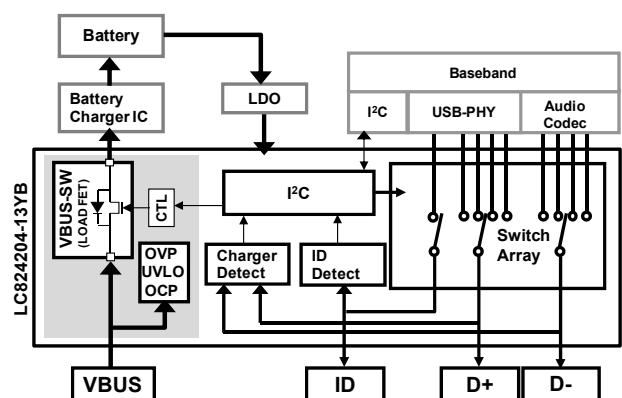 Battery
Battery
Charger IC
LDO
Baseband
I²C
USB-PHY
Audio
Codec
LC824204-13YB
VBUS-SW
(LOAD FET)
CTL
I²C
OVP
UVLO
OCP
Charger
Detect
ID
Detect
Switch
Array
VBUS
ID
D+
D-